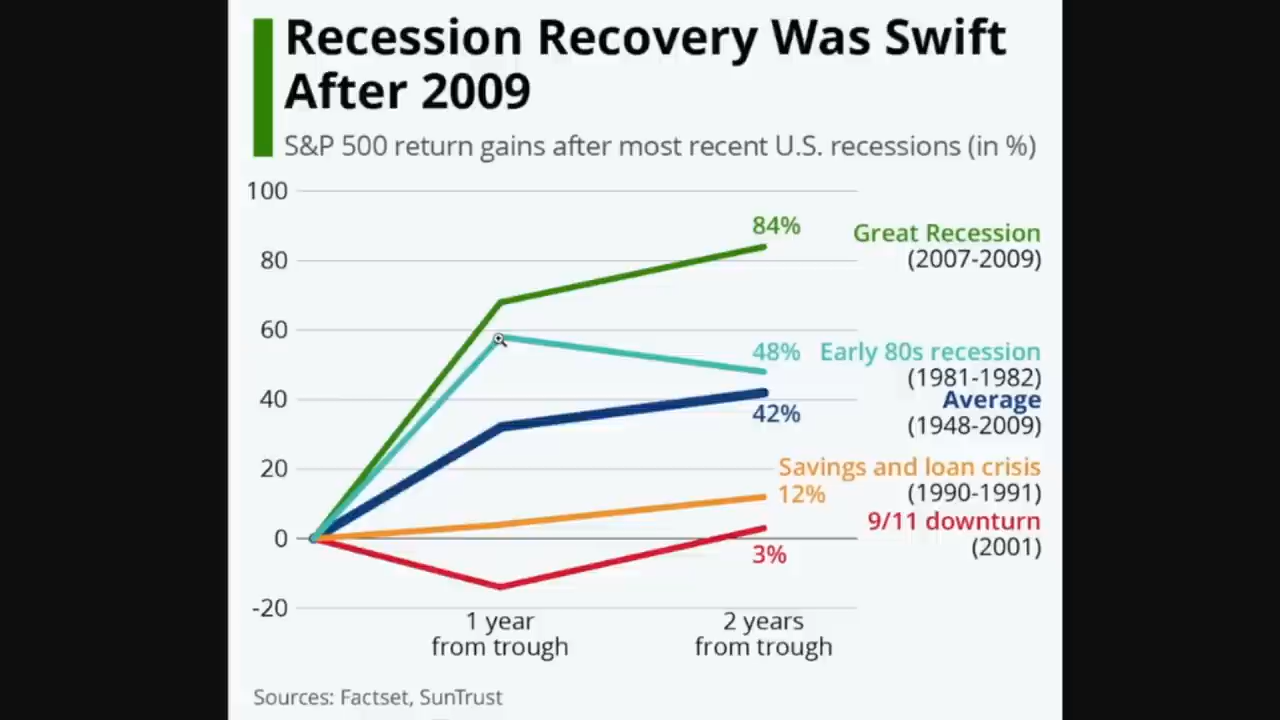 Recession Recovery Was Swift
After 2009
S&P 500 return gains after most recent U.S. recessions (in %)
100
80
60
40
20
0
-20
84%
Great Recession
(2007-2009)
48%
Early 80s recession
(1981-1982)
42%
Average
(1948-2009)
Savings and loan crisis
12%
(1990-1991)
9/11 downturn
3%
(2001)
1 year
from trough
2 years
from trough
Sources: Factset, SunTrust